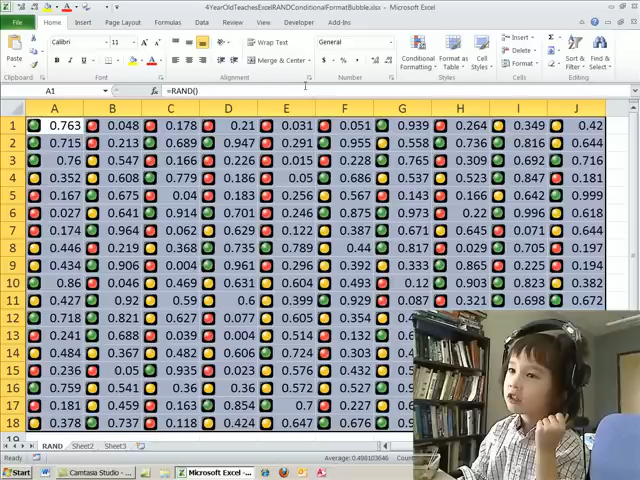 4YearOldTeachesExcelRANDConditionalFormatBubble.xlsx - Microsoft Excel
File Home Insert Page Layout Formulas Data Review View Developer Add-Ins
Calibri 11 Wrap Text General
Paste Merge & Center Conditional Formatting Format as Table Cell Styles Insert Delete Format Sort & Filter Find & Select
Clipboard Font Alignment Number Styles Cells Editing
A1 fx =RAND()
A B C D E F G H I J
1 0.763 0.048 0.178 0.21 0.031 0.051 0.939 0.264 0.349 0.42
2 0.715 0.213 0.689 0.947 0.291 0.955 0.558 0.736 0.816 0.644
3 0.76 0.547 0.166 0.226 0.015 0.228 0.765 0.309 0.692 0.716
4 0.352 0.608 0.779 0.186 0.05 0.686 0.537 0.523 0.847 0.181
5 0.167 0.675 0.04 0.183 0.256 0.567 0.143 0.166 0.642 0.999
6 0.027 0.641 0.914 0.701 0.246 0.875 0.973 0.22 0.996 0.618
7 0.174 0.964 0.062 0.629 0.122 0.387 0.671 0.645 0.071 0.644
8 0.446 0.219 0.368 0.735 0.789 0.44 0.817 0.029 0.705 0.197
9 0.434 0.906 0.004 0.961 0.296 0.392 0.333 0.865 0.225 0.194
10 0.86 0.046 0.469 0.631 0.604 0.493 0.12 0.903 0.823 0.382
11 0.427 0.92 0.59 0.6 0.399 0.929 0.087 0.321 0.698 0.672
12 0.718 0.821 0.627 0.077 0.605 0.354
13 0.241 0.688 0.039 0.004 0.514 0.132
14 0.484 0.367 0.482 0.606 0.724 0.303
15 0.236 0.05 0.935 0.023 0.576 0.432
16 0.759 0.541 0.36 0.36 0.572 0.527
17 0.181 0.459 0.163 0.854 0.7 0.227
18 0.378 0.737 0.118 0.424 0.647 0.676
19
RAND Sheet2 Sheet3
Ready Average: 0.498103646
Start Camtasia Studio - ... Microsoft Excel